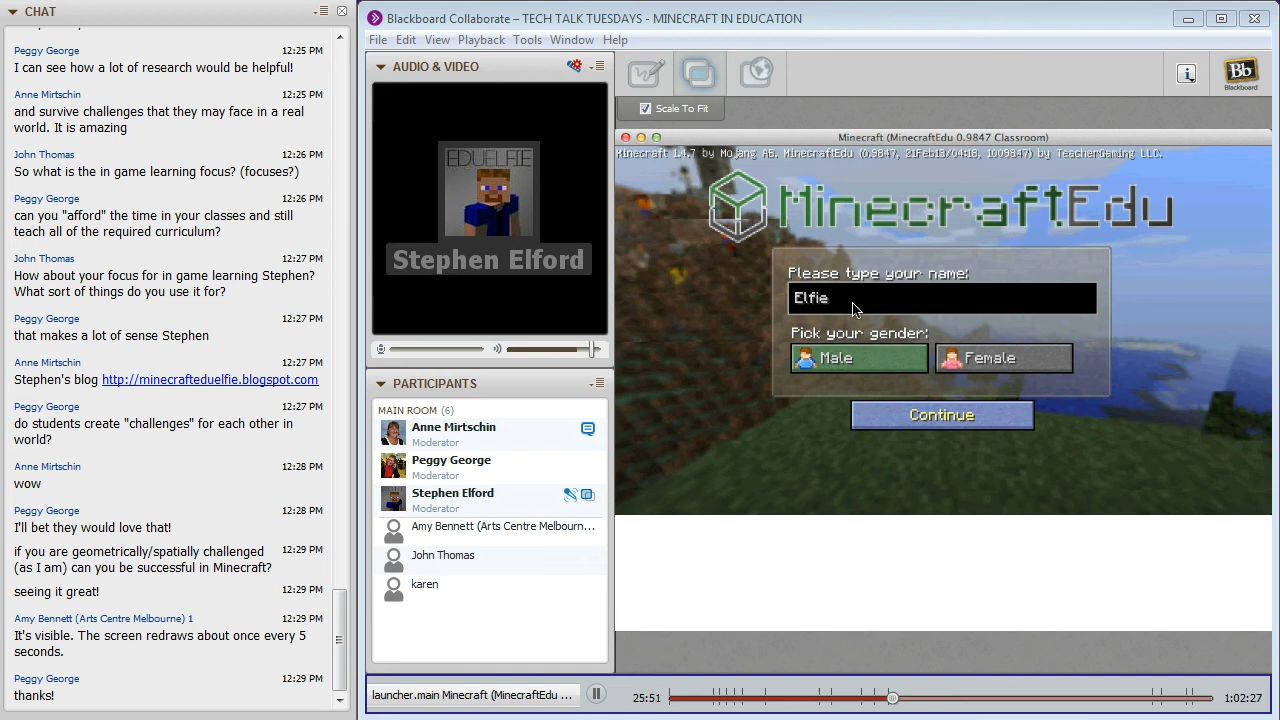 CHAT
Peggy George 12:25 PM
I can see how a lot of research would be helpful!
Anne Mirtschin 12:25 PM
and survive challenges that they may face in a real
world. It is amazing
John Thomas 12:26 PM
So what is the in game learning focus? (focuses?)
Peggy George 12:26 PM
can you "afford" the time in your classes and still
teach all of the required curriculum?
John Thomas 12:27 PM
How about your focus for in game learning Stephen?
What sort of things do you use it for?
Peggy George 12:27 PM
that makes a lot of sense Stephen
Anne Mirtschin 12:27 PM
Stephen's blog http://minecrafteduelfie.blogspot.com
Peggy George 12:27 PM
do students create "challenges" for each other in
world?
Anne Mirtschin 12:28 PM
wow
Peggy George 12:28 PM
I'll bet they would love that!
if you are geometrically/spatially challenged 12:29 PM
(as I am) can you be successful in Minecraft?
seeing it great! 12:29 PM
Amy Bennett (Arts Centre Melbourne) 1 12:29 PM
It's visible. The screen redraws about once every 5
seconds.
Peggy George 12:29 PM
thanks!
Blackboard Collaborate – TECH TALK TUESDAYS - MINECRAFT IN EDUCATION
File Edit View Playback Tools Window Help
AUDIO & VIDEO
EDUELFIE
Stephen Elford
PARTICIPANTS
MAIN ROOM (6)
Anne Mirtschin
Moderator
Peggy George
Moderator
Stephen Elford
Moderator
Amy Bennett (Arts Centre Melbourn...
John Thomas
karen
Bb
Blackboard
Scale To Fit
Minecraft (MinecraftEdu 0.9847 Classroom)
Minecraft 1.4.7 by Mojang AB. MinecraftEdu (0.9847, 21Feb13/04:18, 1009847) by TeacherGaming LLC.
MinecraftEdu
Please type your name:
Elfie
Pick your gender:
Male Female
Continue
launcher.main Minecraft (MinecraftEdu ... 25:51 1:02:27